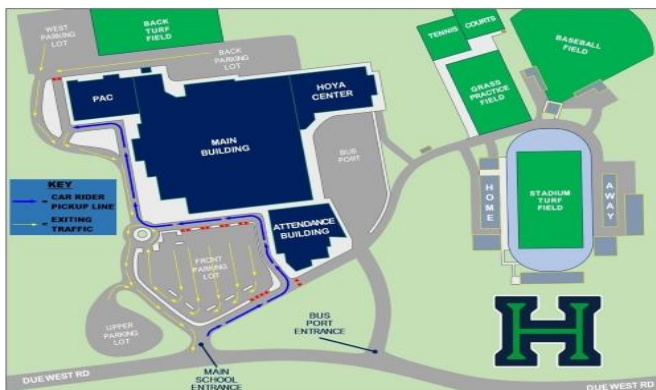 WEST
PARKING
LOT
BACK
TURF
FIELD
BACK
PARKING
LOT
TENNIS
COURTS
BASEBALL
FIELD
GRASS
PRACTICE
FIELD
PAC
HOYA
CENTER
MAIN
BUILDING
BUS
PORT
HOME
STADIUM
TURF
FIELD
AWAY
KEY
= CAR RIDER
PICKUP LINE
= EXITING
TRAFFIC
ATTENDANCE
BUILDING
FRONT
PARKING
LOT
UPPER
PARKING
LOT
BUS
PORT
ENTRANCE
H
DUE WEST RD
MAIN
SCHOOL
ENTRANCE
DUE WEST RD